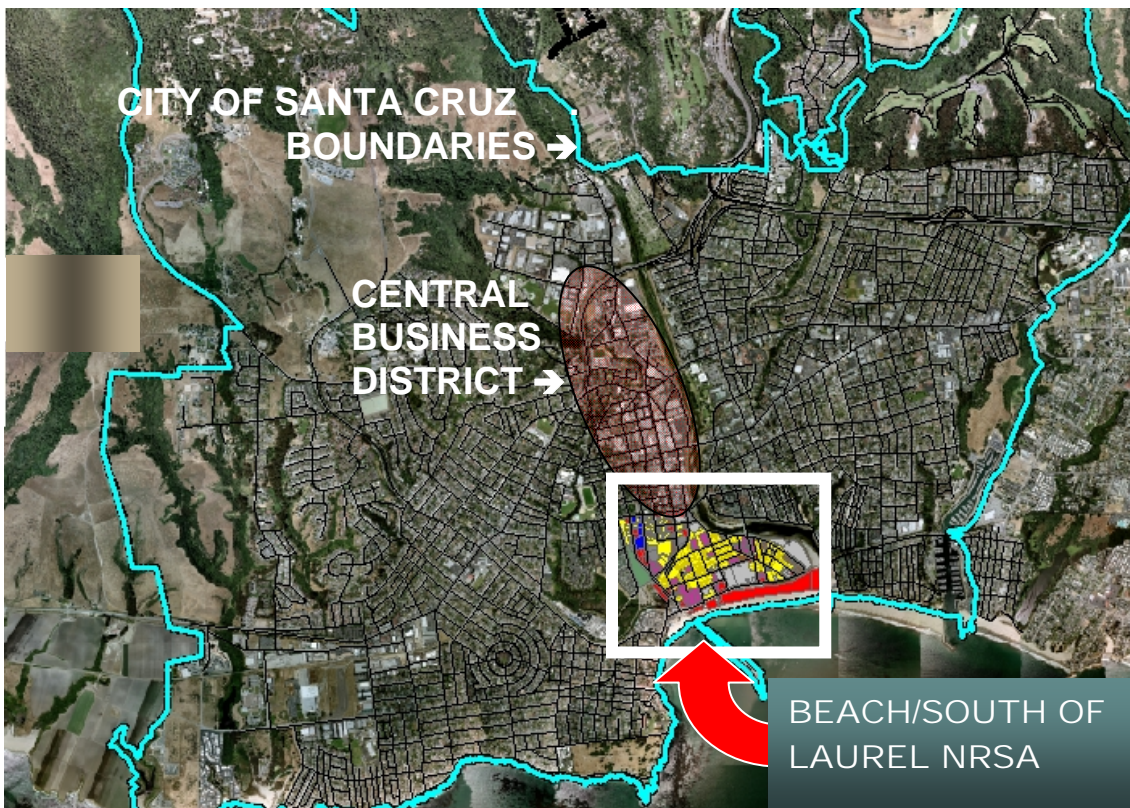 CITY OF SANTA CRUZ
BOUNDARIES ➔
CENTRAL
BUSINESS
DISTRICT ➔
BEACH/SOUTH OF
LAUREL NRSA